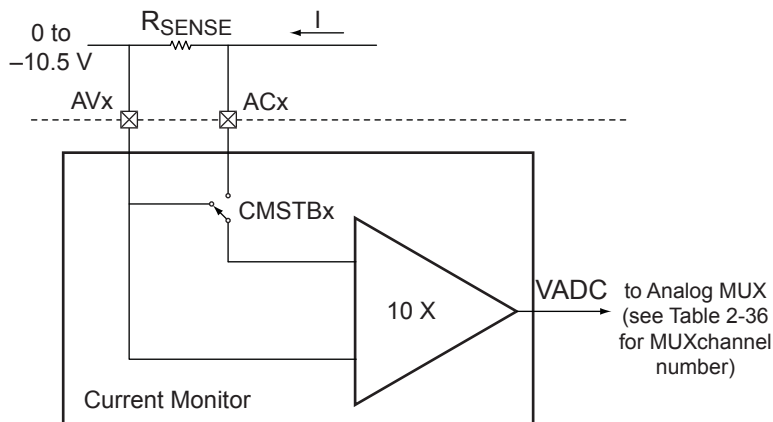 RSENSE
I
0 to
–10.5 V
AVx
ACx
CMSTBx
10 X
VADC
to Analog MUX
(see Table 2-36
for MUXchannel
number)
Current Monitor